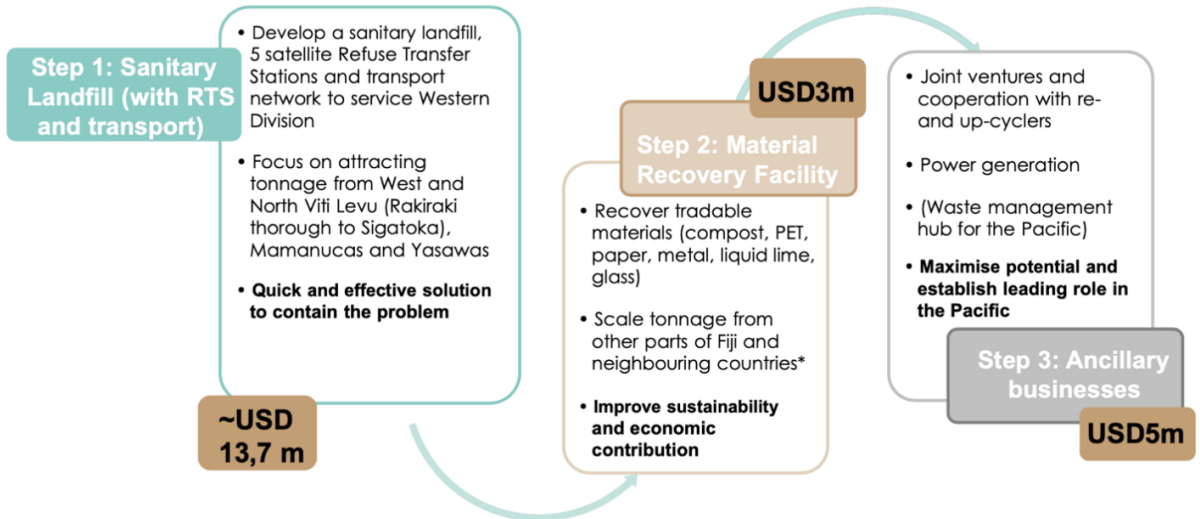 Step 1: Sanitary
Landfill (with RTS
and transport)
• Develop a sanitary landfill,
5 satellite Refuse Transfer
Stations and transport
network to service Western
Division
• Focus on attracting
tonnage from West and
North Viti Levu (Rakiraki
thorough to Sigatoka),
Mamanucas and Yasawas
• Quick and effective solution
to contain the problem
~USD
13,7 m
USD3m
Step 2: Material
Recovery Facility
• Recover tradable
materials (compost, PET,
paper, metal, liquid lime,
glass)
• Scale tonnage from
other parts of Fiji and
neighbouring countries*
• Improve sustainability
and economic
contribution
• Joint ventures and
cooperation with re-
and up-cyclers
• Power generation
• (Waste management
hub for the Pacific)
• Maximise potential and
establish leading role in
the Pacific
Step 3: Ancillary
businesses
USD5m